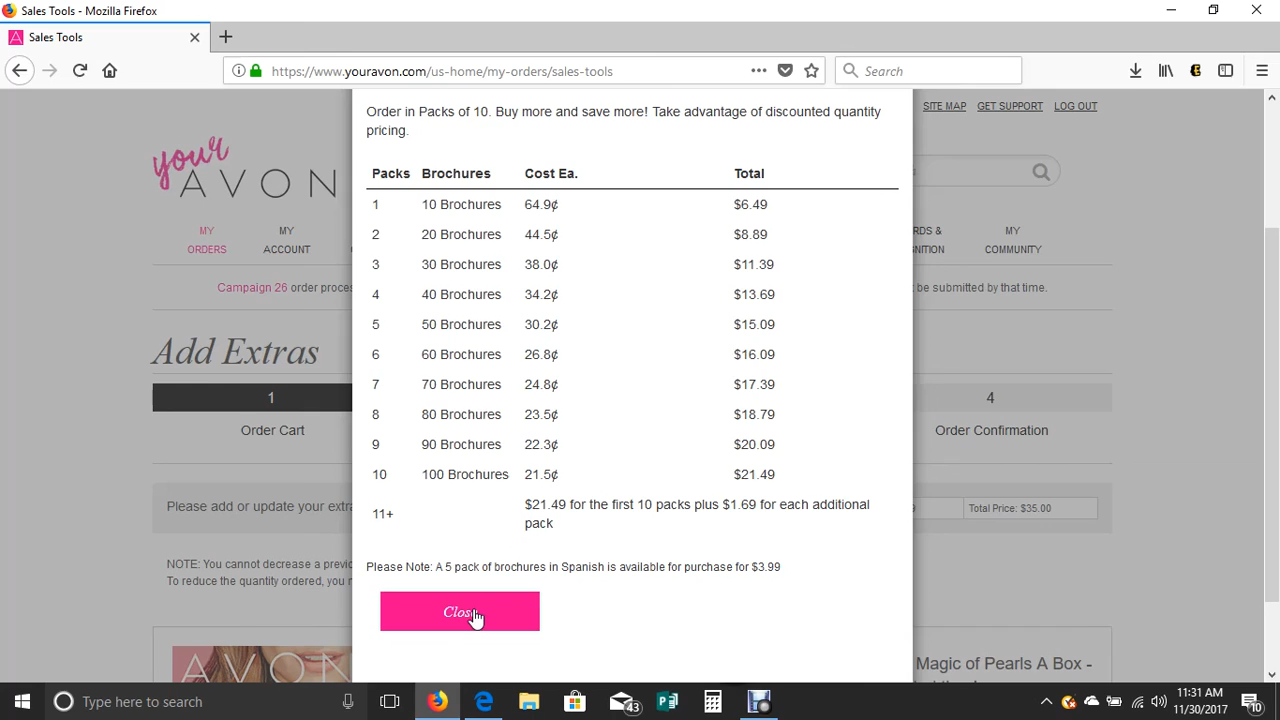 Sales Tools - Mozilla Firefox
Sales Tools
https://www.youravon.com/us-home/my-orders/sales-tools
Search
SITE MAP GET SUPPORT LOG OUT
your
AVON
MY
ORDERS
MY
ACCOUNT
MY
COMMUNITY
Campaign 26 order
be submitted by that time.
Add Extras
1
4
Order Cart
Order Confirmation
Please add or update your
Total Price: $35.00
NOTE: You cannot decrease a
To reduce the quantity ordered, you
AVON
Magic of Pearls A Box -
Order in Packs of 10. Buy more and save more! Take advantage of discounted quantity
pricing.
Packs Brochures Cost Ea. Total
1 10 Brochures 64.9¢ $6.49
2 20 Brochures 44.5¢ $8.89
3 30 Brochures 38.0¢ $11.39
4 40 Brochures 34.2¢ $13.69
5 50 Brochures 30.2¢ $15.09
6 60 Brochures 26.8¢ $16.09
7 70 Brochures 24.8¢ $17.39
8 80 Brochures 23.5¢ $18.79
9 90 Brochures 22.3¢ $20.09
10 100 Brochures 21.5¢ $21.49
11+ $21.49 for the first 10 packs plus $1.69 for each additional
pack
Please Note: A 5 pack of brochures in Spanish is available for purchase for $3.99
Close
Type here to search
43
11:31 AM
11/30/2017
10